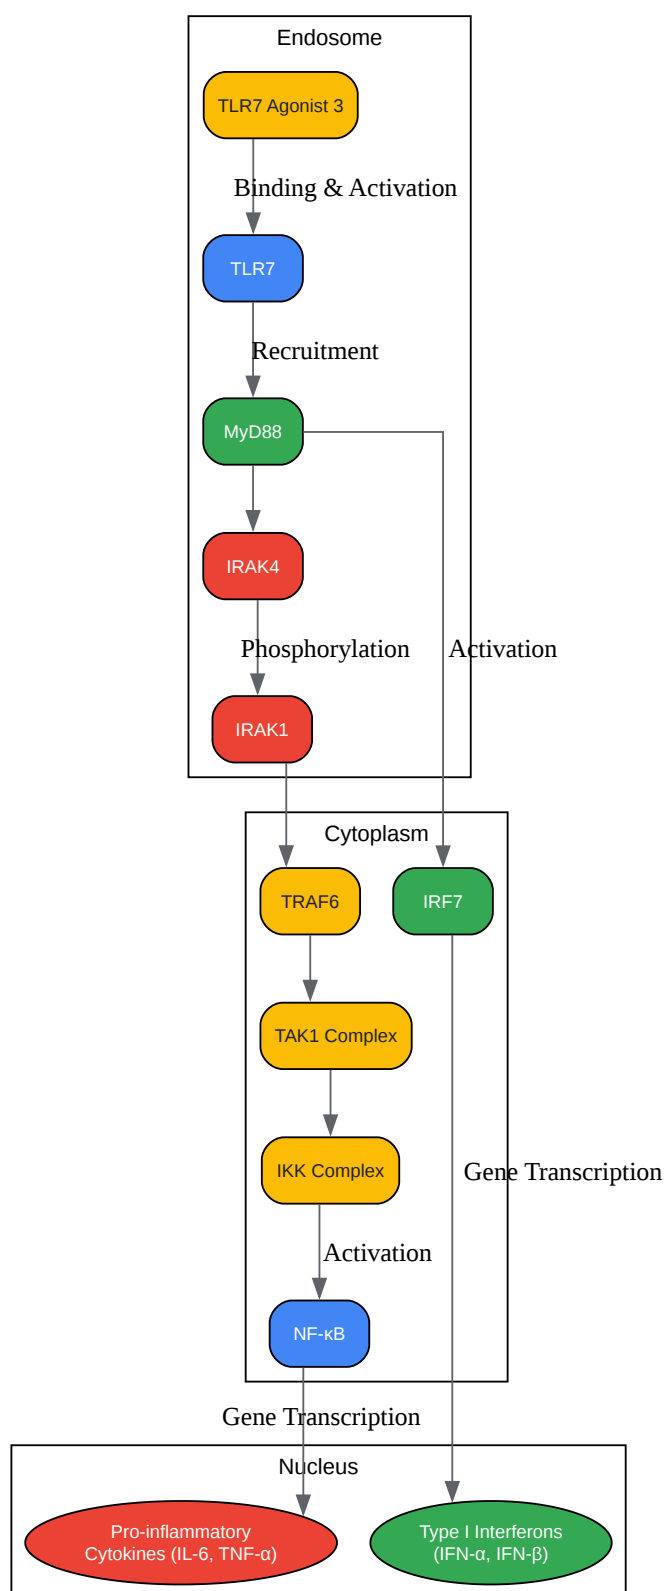 Endosome
TLR7 Agonist 3
Binding & Activation
TLR7
Recruitment
MyD88
IRAK4
Phosphorylation
Activation
IRAK1
Cytoplasm
TRAF6
IRF7
TAK1 Complex
IKK Complex
Gene Transcription
Activation
NF-κB
Gene Transcription
Nucleus
Pro-inflammatory
Cytokines (IL-6, TNF-α)
Type I Interferons
(IFN-α, IFN-β)